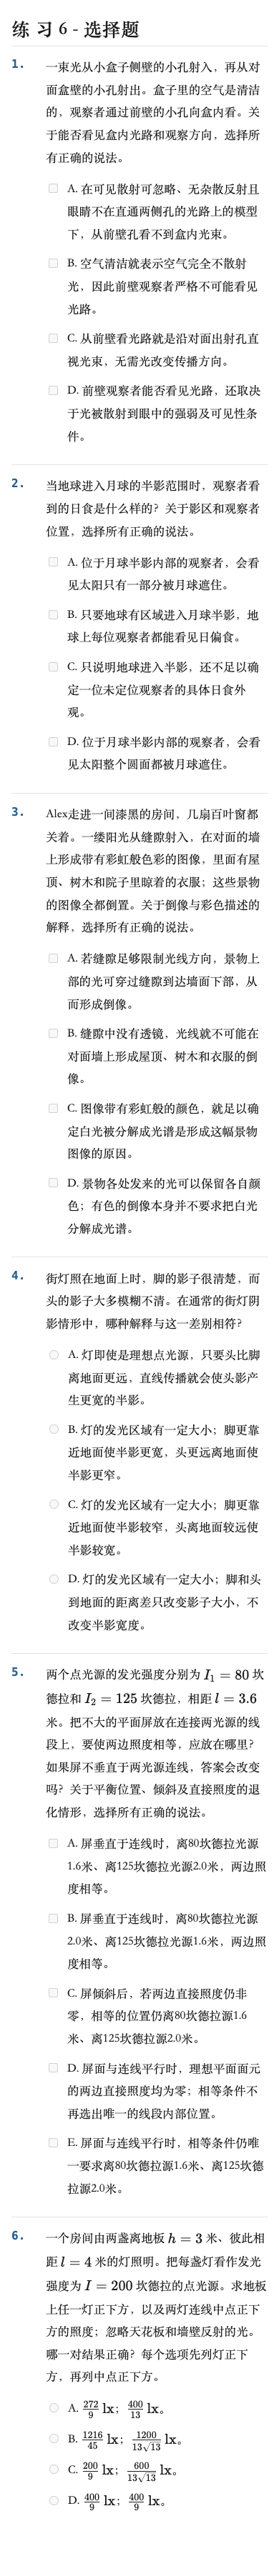 练 习 6 - 选择题
1. 一束光从小盒子侧壁的小孔射入，再从对
面盒壁的小孔射出。盒子里的空气是清洁
的，观察者通过前壁的小孔向盒内看。关
于能否看见盒内光路和观察方向，选择所
有正确的说法。
A. 在可见散射可忽略、无杂散反射且
眼睛不在直通两侧孔的光路上的模型
下，从前壁孔看不到盒内光束。
B. 空气清洁就表示空气完全不散射
光，因此前壁观察者严格不可能看见
光路。
C. 从前壁看光路就是沿对面出射孔直
视光束，无需光改变传播方向。
D. 前壁观察者能否看见光路，还取决
于光被散射到眼中的强弱及可见性条
件。
2. 当地球进入月球的半影范围时，观察者看
到的日食是什么样的？关于影区和观察者
位置，选择所有正确的说法。
A. 位于月球半影内部的观察者，会看
见太阳只有一部分被月球遮住。
B. 只要地球有区域进入月球半影，地
球上每位观察者都能看见日偏食。
C. 只说明地球进入半影，还不足以确
定一位未定位观察者的具体日食外
观。
D. 位于月球半影内部的观察者，会看
见太阳整个圆面都被月球遮住。
3. Alex走进一间漆黑的房间，几扇百叶窗都
关着。一缕阳光从缝隙射入，在对面的墙
上形成带有彩虹般色彩的图像，里面有屋
顶、树木和院子里晾着的衣服；这些景物
的图像全都倒置。关于倒像与彩色描述的
解释，选择所有正确的说法。
A. 若缝隙足够限制光线方向，景物上
部的光可穿过缝隙到达墙面下部，从
而形成倒像。
B. 缝隙中没有透镜，光线就不可能在
对面墙上形成屋顶、树木和衣服的倒
像。
C. 图像带有彩虹般的颜色，就足以确
定白光被分解成光谱是形成这幅景物
图像的原因。
D. 景物各处发来的光可以保留各自颜
色；有色的倒像本身并不要求把白光
分解成光谱。
4. 街灯照在地面上时，脚的影子很清楚，而
头的影子大多模糊不清。在通常的街灯阴
影情形中，哪种解释与这一差别相符？
A. 灯即使是理想点光源，只要头比脚
离地面更远，直线传播就会使头影产
生更宽的半影。
B. 灯的发光区域有一定大小；脚更靠
近地面使半影更宽，头更远离地面使
半影更窄。
C. 灯的发光区域有一定大小；脚更靠
近地面使半影较窄，头离地面较远使
半影较宽。
D. 灯的发光区域有一定大小；脚和头
到地面的距离差只改变影子大小，不
改变半影宽度。
5. 两个点光源的发光强度分别为 I₁ = 80 坎
德拉和 I₂ = 125 坎德拉，相距 l = 3.6
米。把不大的平面屏放在连接两光源的线
段上，要使两边照度相等，应放在哪里？
如果屏不垂直于两光源连线，答案会改变
吗？关于平衡位置、倾斜及直接照度的退
化情形，选择所有正确的说法。
A. 屏垂直于连线时，离80坎德拉光源
1.6米、离125坎德拉光源2.0米，两边照
度相等。
B. 屏垂直于连线时，离80坎德拉光源
2.0米、离125坎德拉光源1.6米，两边照
度相等。
C. 屏倾斜后，若两边直接照度仍非
零，相等的位置仍离80坎德拉源1.6
米、离125坎德拉源2.0米。
D. 屏面与连线平行时，理想平面面元
的两边直接照度均为零；相等条件不
再选出唯一的线段内部位置。
E. 屏面与连线平行时，相等条件仍唯
一要求离80坎德拉源1.6米、离125坎德
拉源2.0米。
6. 一个房间由两盏离地板 h = 3 米、彼此相
距 l = 4 米的灯照明。把每盏灯看作发光
强度为 I = 200 坎德拉的点光源。求地板
上任一灯正下方，以及两灯连线中点正下
方的照度；忽略天花板和墙壁反射的光。
哪一对结果正确？每个选项先列灯正下
方，再列中点正下方。
A. 272/9 lx； 400/13 lx。
B. 1216/45 lx； 1200/13√13 lx。
C. 200/9 lx； 600/13√13 lx。
D. 400/9 lx； 400/9 lx。